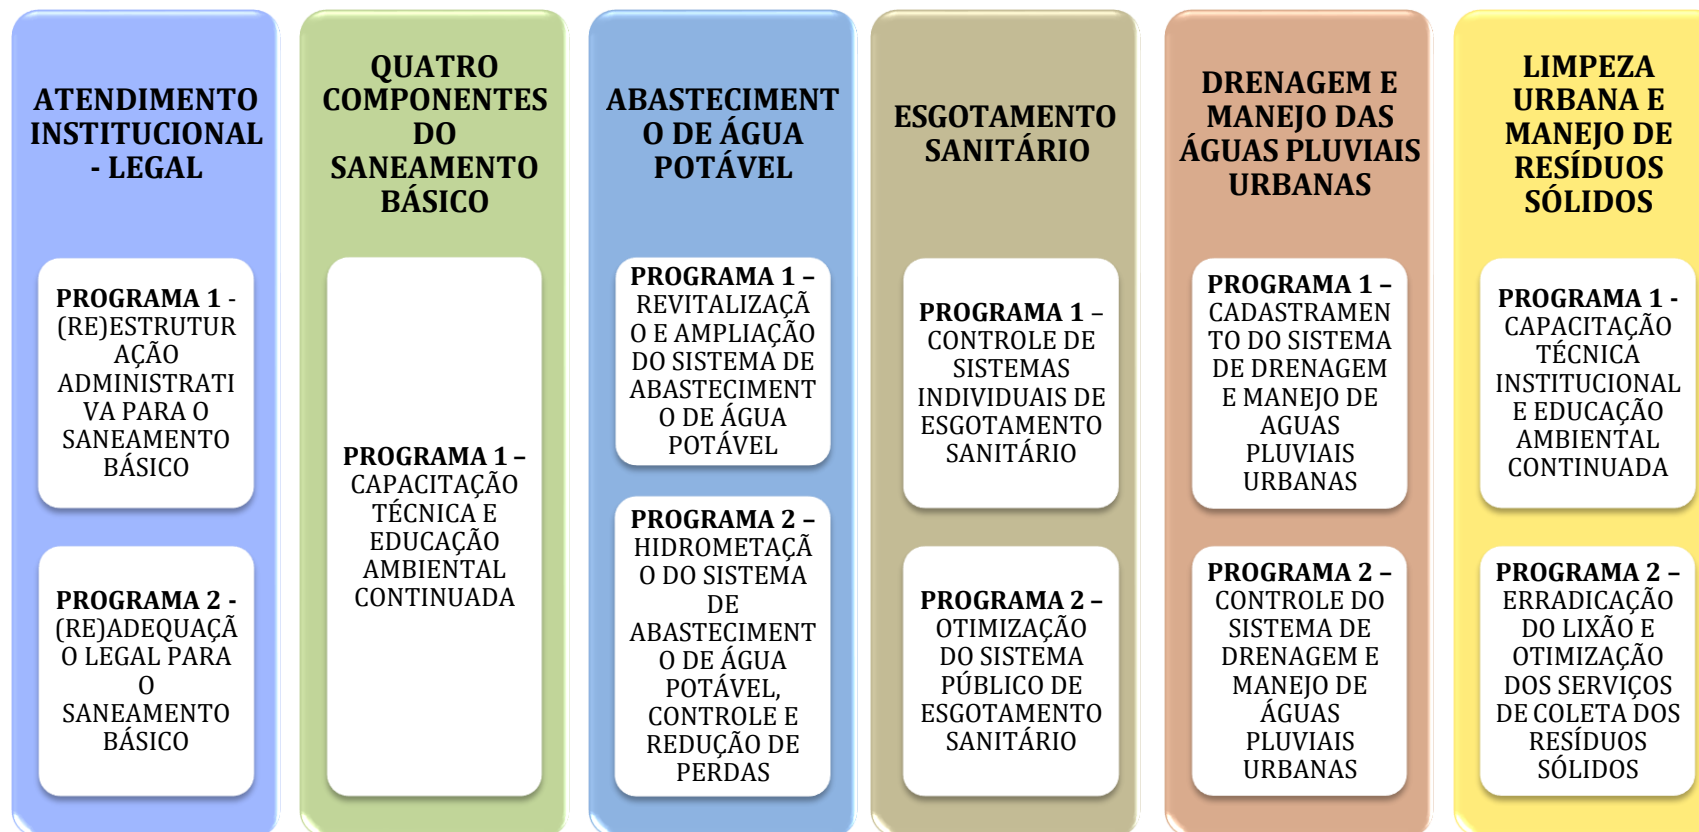 ATENDIMENTO
INSTITUCIONAL
- LEGAL
PROGRAMA 1 -
(RE)ESTRUTUR
AÇÃO
ADMINISTRATI
VA PARA O
SANEAMENTO
BÁSICO
PROGRAMA 2 -
(RE)ADEQUAÇÃ
O LEGAL PARA
O
SANEAMENTO
BÁSICO
QUATRO
COMPONENTES
DO
SANEAMENTO
BÁSICO
PROGRAMA 1 –
CAPACITAÇÃO
TÉCNICA E
EDUCAÇÃO
AMBIENTAL
CONTINUADA
ABASTECIMENT
O DE ÁGUA
POTÁVEL
PROGRAMA 1 –
REVITALIZAÇÃ
O E AMPLIAÇÃO
DO SISTEMA DE
ABASTECIMENT
O DE ÁGUA
POTÁVEL
PROGRAMA 2 –
HIDROMETAÇÃ
O DO SISTEMA
DE
ABASTECIMENT
O DE ÁGUA
POTÁVEL,
CONTROLE E
REDUÇÃO DE
PERDAS
ESGOTAMENTO
SANITÁRIO
PROGRAMA 1 –
CONTROLE DE
SISTEMAS
INDIVIDUAIS DE
ESGOTAMENTO
SANITÁRIO
PROGRAMA 2 –
OTIMIZAÇÃO
DO SISTEMA
PÚBLICO DE
ESGOTAMENTO
SANITÁRIO
DRENAGEM E
MANEJO DAS
ÁGUAS PLUVIAIS
URBANAS
PROGRAMA 1 –
CADASTRAMEN
TO DO SISTEMA
DE DRENAGEM
E MANEJO DE
AGUAS
PLUVIAIS
URBANAS
PROGRAMA 2 –
CONTROLE DO
SISTEMA DE
DRENAGEM E
MANEJO DE
ÁGUAS
PLUVIAIS
URBANAS
LIMPEZA
URBANA E
MANEJO DE
RESÍDUOS
SÓLIDOS
PROGRAMA 1 -
CAPACITAÇÃO
TÉCNICA
INSTITUCIONAL
E EDUCAÇÃO
AMBIENTAL
CONTINUADA
PROGRAMA 2 –
ERRADICAÇÃO
DO LIXÃO E
OTIMIZAÇÃO
DOS SERVIÇOS
DE COLETA DOS
RESÍDUOS
SÓLIDOS